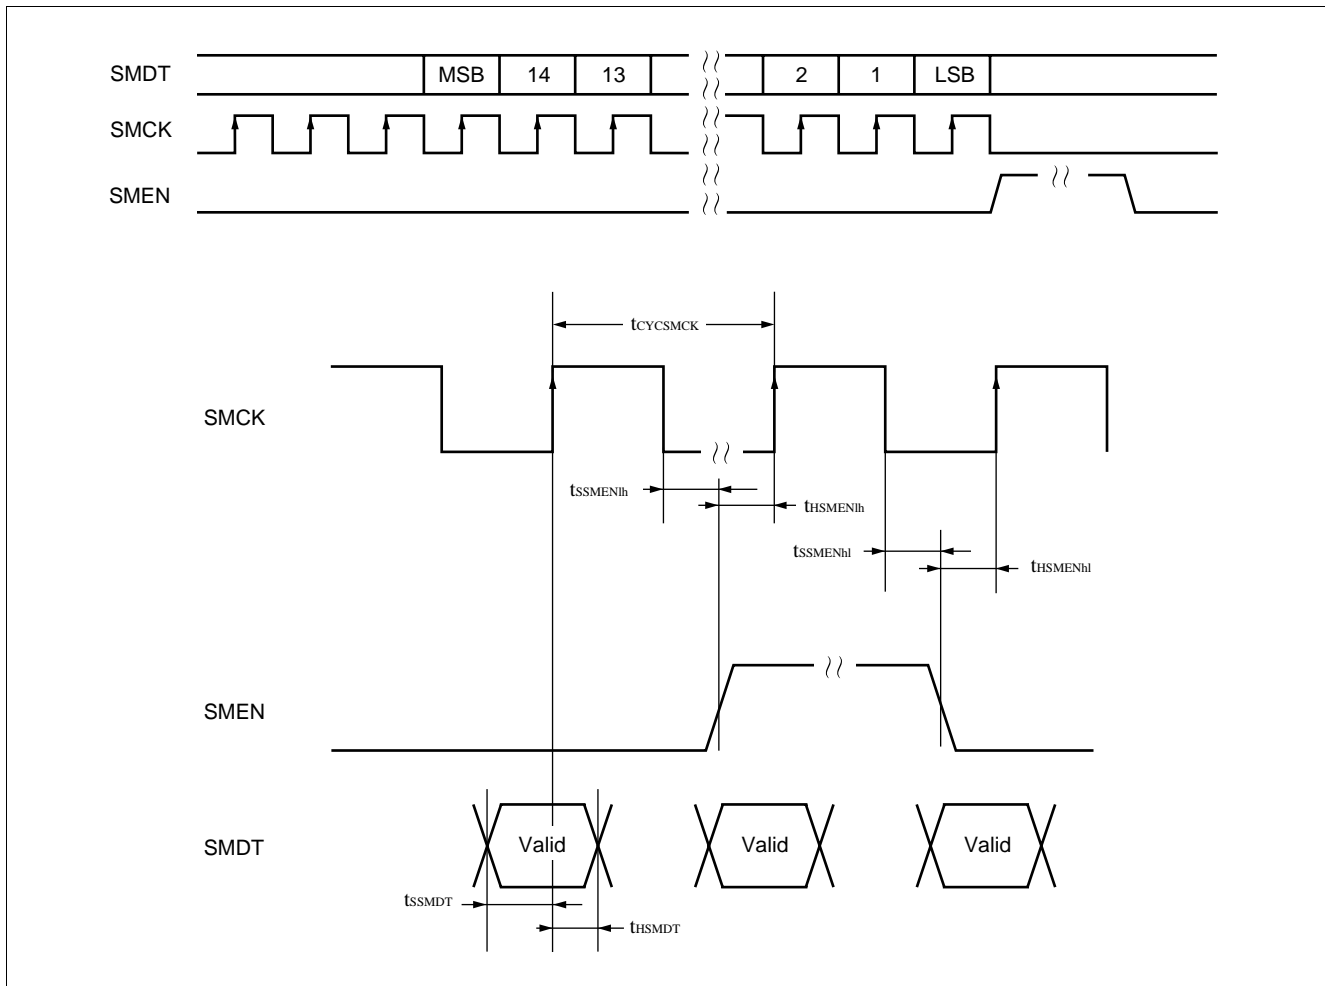 SMDT MSB 14 13 2 1 LSB
SMCK
SMEN
tCYCSMCK
SMCK
tSSMENlh
tHSMENlh
tSSMENhl
tHSMENhl
SMEN
SMDT Valid Valid Valid
tSSMDT
tHSMDT